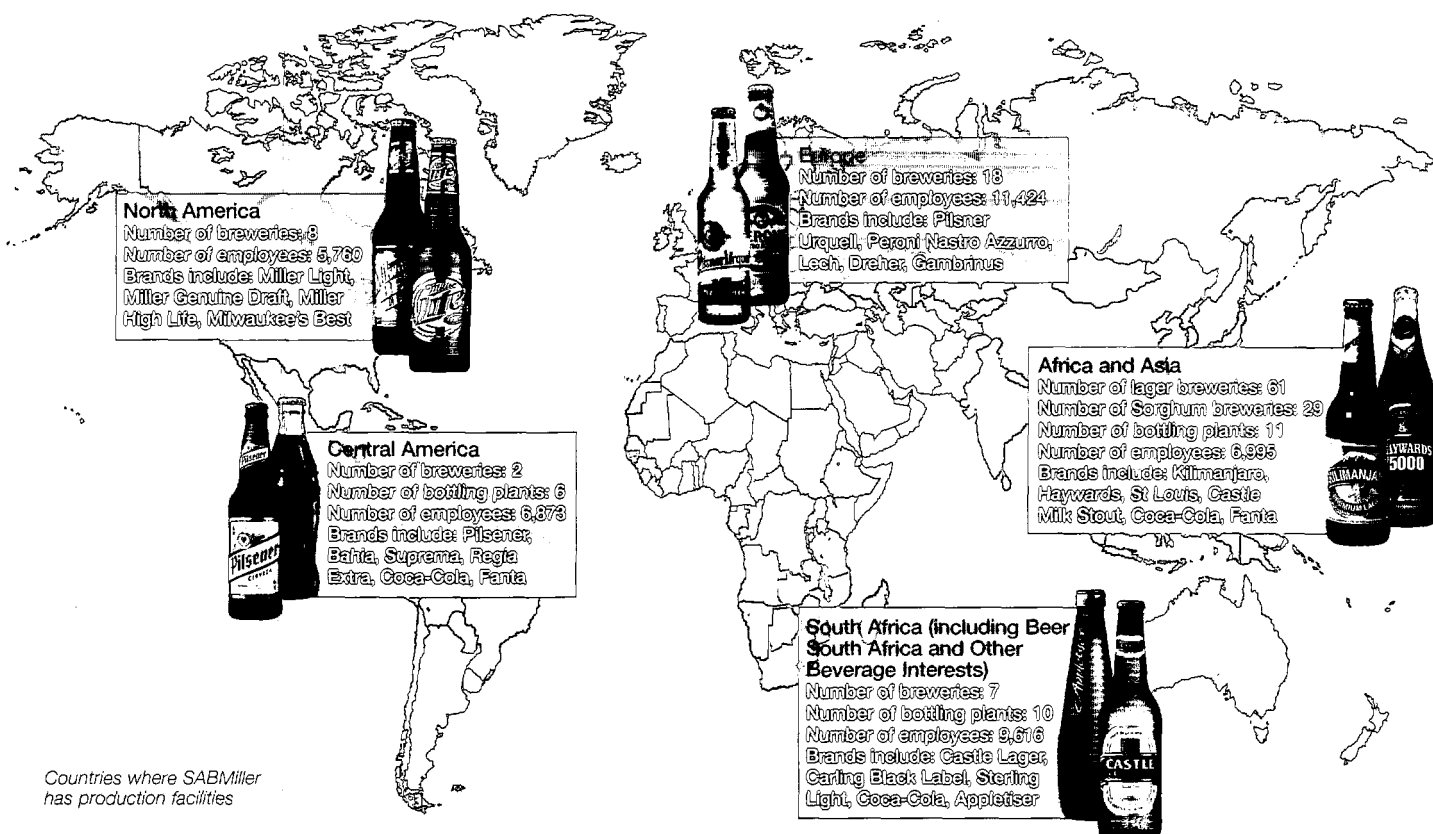 North America
Number of breweries: 8
Number of employees: 5,760
Brands include: Miller Light,
Miller Genuine Draft, Miller
High Life, Milwaukee's Best
Europe
Number of breweries: 18
Number of employees: 11,424
Brands include: Pilsner
Urquell, Peroni Nastro Azzurro,
Lech, Dreher, Gambrinus
Africa and Asia
Number of lager breweries: 61
Number of Sorghum breweries: 29
Number of bottling plants: 11
Number of employees: 6,995
Brands include: Kilimanjaro,
Haywards, St Louis, Castle
Milk Stout, Coca-Cola, Fanta
KILIMANJA
PREMIUM LAG
HAYWARDS
5000
Central America
Number of breweries: 2
Number of bottling plants: 6
Number of employees: 6,873
Brands include: Pilsener,
Bahia, Suprema, Regia
Extra, Coca-Cola, Fanta
Pilsener
Pilsener
CERVEZA
South Africa (including Beer
South Africa and Other
Beverage Interests)
Number of breweries: 7
Number of bottling plants: 10
Number of employees: 9,616
Brands include: Castle Lager,
Carling Black Label, Sterling
Light, Coca-Cola, Appletiser
Appletiser
CASTLE
Lite
Countries where SABMiller
has production facilities